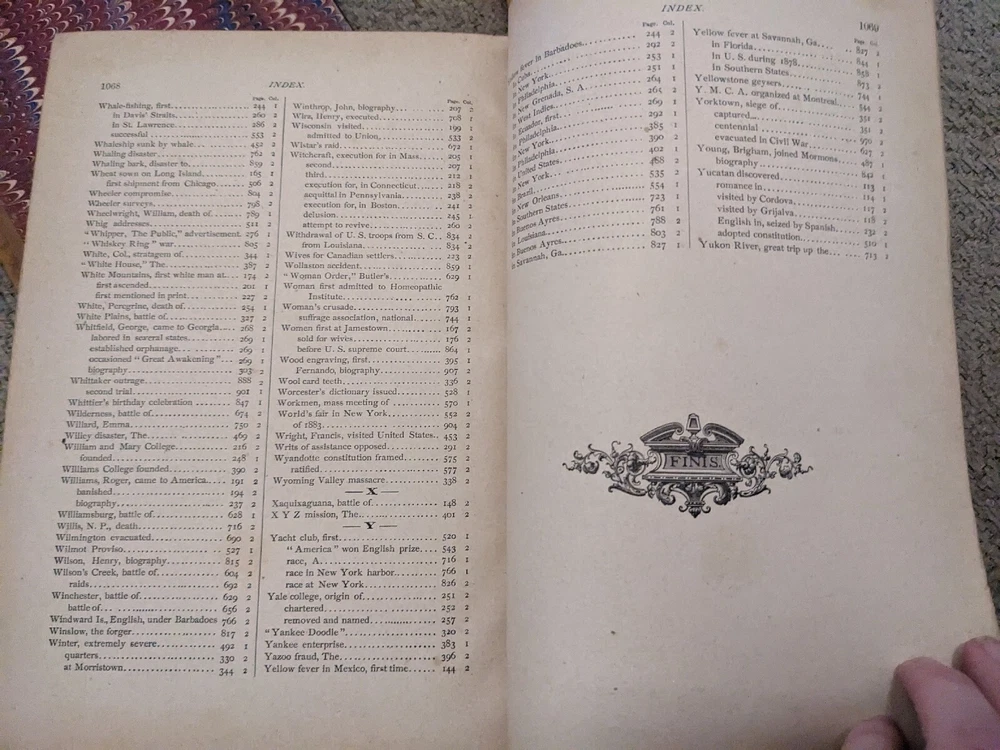 1068 INDEX.
Page. Col.
Whale-fishing, first 244 1
in Davis' Straits 260 2
in St. Lawrence 286 2
successful 553 2
Whaleship sunk by whale 452 2
Whaling disaster 762 2
Whaling bark, disaster to 859 2
Wheat town on Long Island 165 1
first shipment from Chicago 506 2
Wheeler compromise 804 2
Wheeler surveys 798 2
Wheelwright, William, death of 789 1
Whig addresses 511 2
"Whipper, The Public," advertisement 276 1
"Whiskey Ring" war 805 2
White, Col, stratagem of 344 1
"White House," The 387 2
White Mountains, first white man at 174 2
first ascended 201 1
first mentioned in print 227 2
White, Peregrine, death of 254 1
White Plains, battle of 327 2
Whitfield, George, came to Georgia 268 2
labored in several states 269 1
established orphanage 269 1
occasioned "Great Awakening" 269 1
biography 303 2
Whittaker outrage 888 2
second trial 901 1
Whittier's birthday celebration 847 1
Wilderness, battle of 674 2
Willard, Emma 750 2
Willey disaster, The 469 2
William and Mary College 216 1
founded 248 1
Williams College founded 390 2
Williams, Roger, came to America 191 2
banished 194 2
biography 237 2
Williamsburg, battle of 628 1
Willis, N. P., death 716 2
Wilmington evacuated 690 2
Wilmot Proviso 527 1
Wilson, Henry, biography 815 2
Wilson's Creek, battle of 604 2
raids 692 2
Winchester, battle of 629 2
battle of 656 2
Windward Is., English, under Barbadoes 766 2
Winslow, the forger 817 2
Winter, extremely severe 492 1
quarters 330 2
at Morristown 344 2
Page. Col.
Winthrop, John, biography 207 2
Wirz, Henry, executed 708 1
Wisconsin visited 199 1
admitted to Union 533 2
Wistar's raid 672 1
Witchcraft, execution for in Mass 205 1
second 207 1
third 212 1
execution for, in Connecticut 218 2
acquittal in Pennsylvania 238 2
execution for, in Boston 241 2
delusion 245 1
attempt to revive 260 2
Withdrawal of U. S. troops from S. C. 834 2
from Louisiana 834 2
Wives for Canadian settlers 223 2
Wollaston accident 859 1
"Woman Order," Butler's 629 1
Woman first admitted to Homeopathic
Institute 762 1
Woman's crusade 793 1
suffrage association, national 744 1
Women first at Jamestown 167 2
sold for wives 176 2
before U. S. supreme court 864 1
Wood engraving, first 395 1
Fernando, biography 907 2
Wool card teeth 336 2
Worcester's dictionary issued 528 1
Workmen, mass meeting of 570 1
World's fair in New York 552 2
of 1883 904 2
Wright, Francis, visited United States 453 2
Writs of assistance opposed 291 2
Wyandotte constitution framed 575 2
ratified 577 2
Wyoming Valley massacre 338 2
X
Xaquixaguana, battle of 148 2
X Y Z mission, The 401 2
Y
Yacht club, first 520 1
"America" won English prize 543 2
race, A 716 1
race in New York harbor 766 1
race at New York 826 2
Yale college, origin of 251 2
chartered 252 2
removed and named 257 2
"Yankee Doodle" 320 2
Yankee enterprise 383 1
Yazoo fraud, The 396 2
Yellow fever in Mexico, first time 144 2
INDEX. 1069
Page. Col.
fever in Barbadoes 244 2
in Cuba 292 2
New York 253 1
Philadelphia 251 1
New Grenada, S. A. 264 1
West Indies 264 2
Ecuador, first 269 1
Philadelphia 292 1
New York 385 1
Philadelphia 390 2
United States 402 1
New York 488 2
in Brazil 535 2
in New Orleans 554 1
in Southern States 723 1
in Buenos Ayres 761 1
in Louisiana 788 2
in Buenos Ayres 803 2
in Savannah, Ga. 827 1
Page. Col.
Yellow fever at Savannah, Ga. 827 2
in Florida 844 1
in U. S. during 1878 858 1
in Southern States 873 2
Yellowstone geysers 744 1
Y. M. C. A. organized at Montreal 544 2
Yorktown, siege of 351 1
captured 351 2
centennial 970 2
evacuated in Civil War 627 1
Young, Brigham, joined Mormons 487 1
biography 842 1
Yucatan discovered 113 1
romance in 114 1
visited by Cordova 117 2
visited by Grijalva 118 2
English in, seized by Spanish 232 2
adopted constitution 510 1
Yukon River, great trip up the 713 1
FINIS.